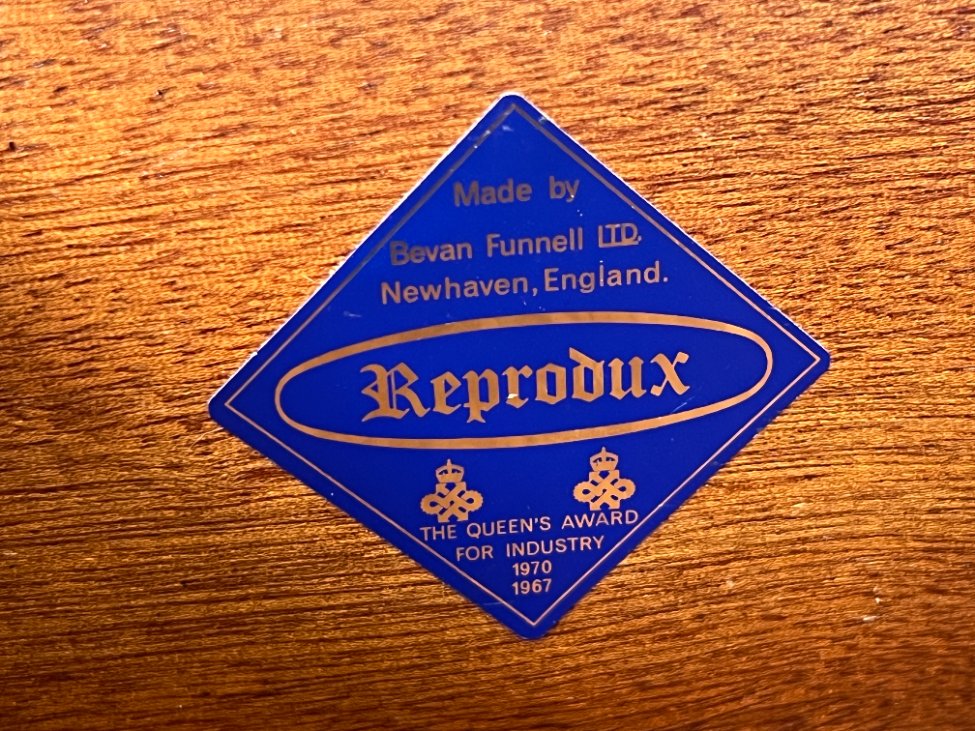 Made by
Bevan Funnell LTD.
Newhaven, England.
Reprodux
THE QUEEN'S AWARD
FOR INDUSTRY
1970
1967